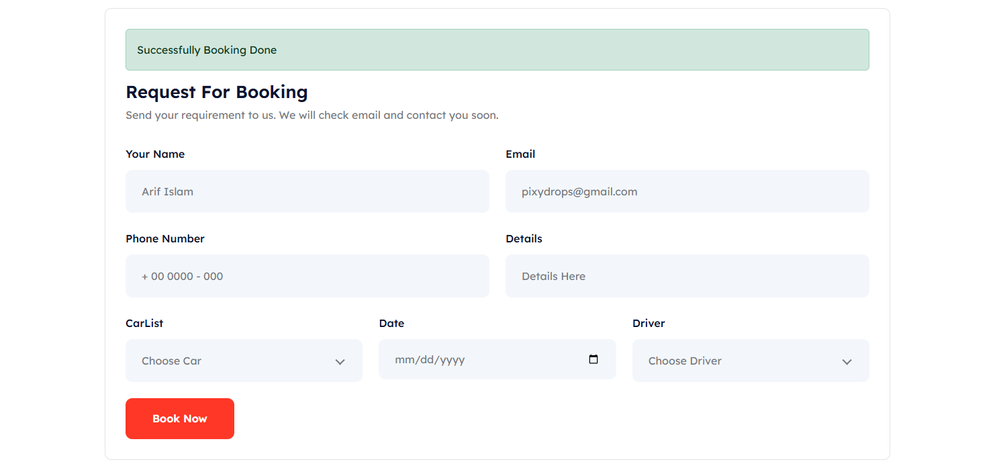 Successfully Booking Done
Request For Booking
Send your requirement to us. We will check email and contact you soon.
Your Name
Email
Arif Islam
pixydrops@gmail.com
Phone Number
Details
+ 00 0000 - 000
Details Here
CarList
Date
Driver
Choose Car
mm/dd/yyyy
Choose Driver
Book Now